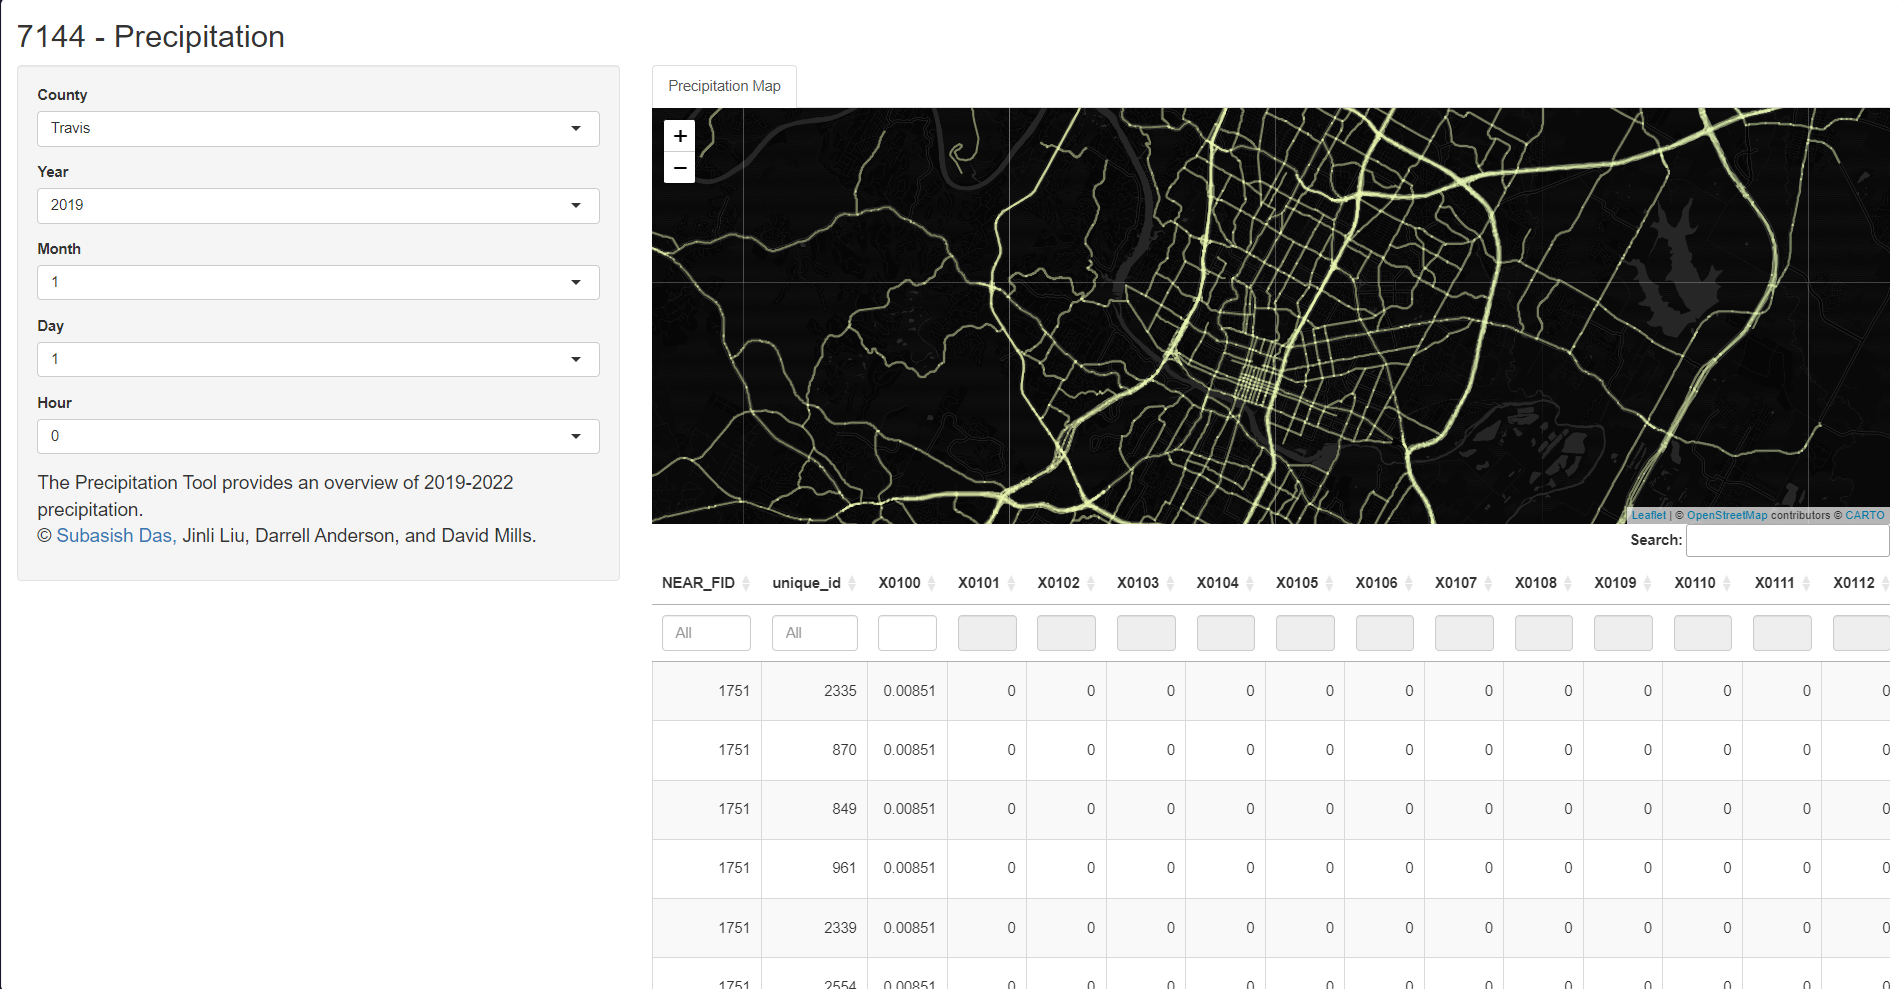 7144 - Precipitation
County
Travis
Year
2019
Month
1
Day
1
Hour
0
The Precipitation Tool provides an overview of 2019-2022
precipitation.
© Subasish Das, Jinli Liu, Darrell Anderson, and David Mills.
Precipitation Map
+
−
Leaflet | © OpenStreetMap contributors © CARTO
Search:
NEAR_FID unique_id X0100 X0101 X0102 X0103 X0104 X0105 X0106 X0107 X0108 X0109 X0110 X0111 X0112
All All
1751 2335 0.00851 0 0 0 0 0 0 0 0 0 0 0 0
1751 870 0.00851 0 0 0 0 0 0 0 0 0 0 0 0
1751 849 0.00851 0 0 0 0 0 0 0 0 0 0 0 0
1751 961 0.00851 0 0 0 0 0 0 0 0 0 0 0 0
1751 2339 0.00851 0 0 0 0 0 0 0 0 0 0 0 0
1751 2554 0.00851 0 0 0 0 0 0 0 0 0 0 0 0